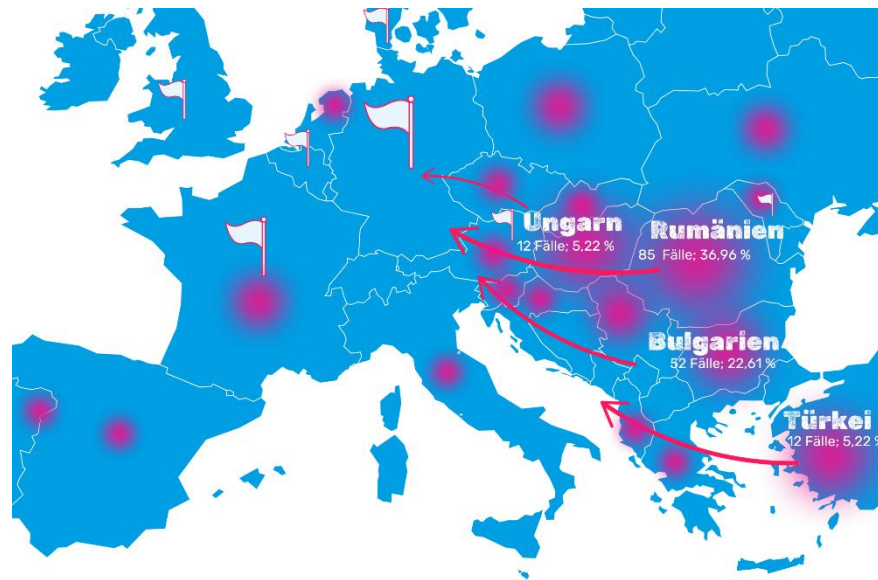 Ungarn
12 Fälle; 5,22 %
Rumänien
85 Fälle; 36,96 %
Bulgarien
52 Fälle; 22,61 %
Türkei
12 Fälle; 5,22 %